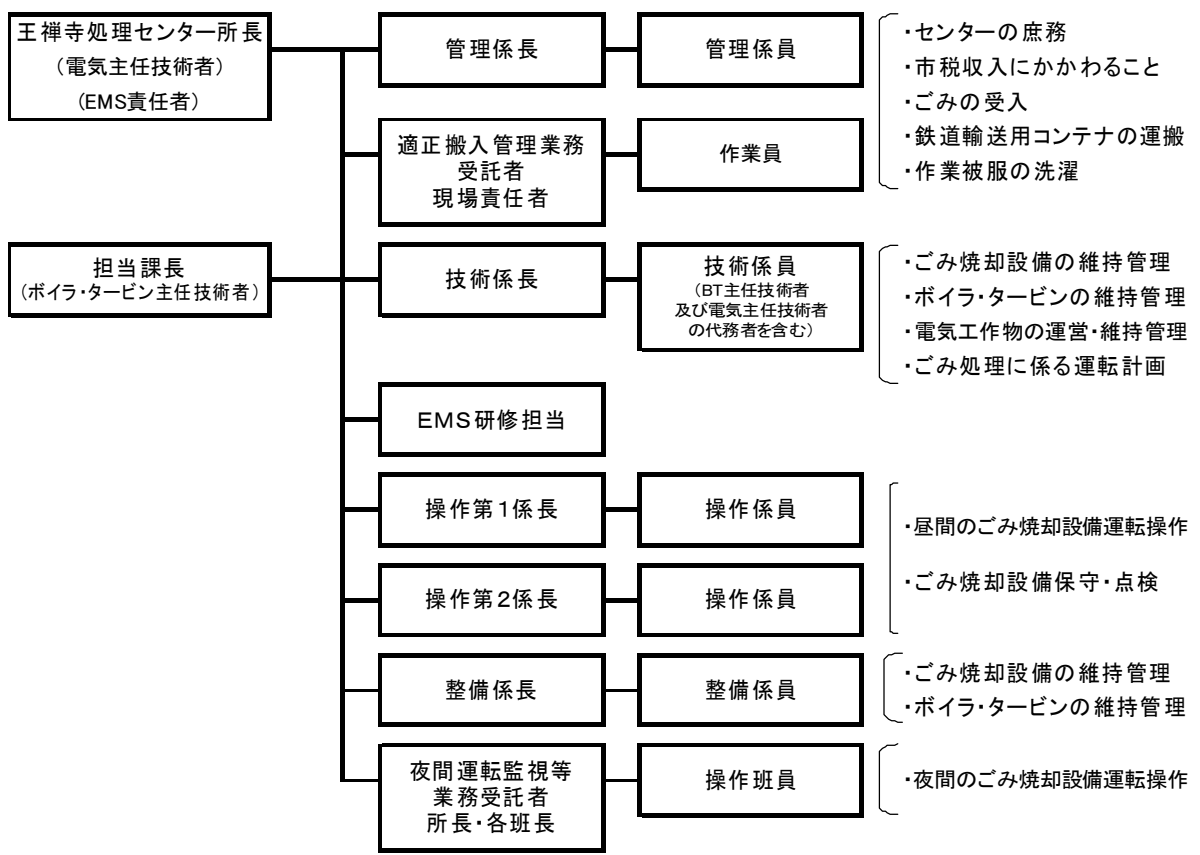 王禅寺処理センター所長
（電気主任技術者）
（EMS責任者）
管理係長
管理係員
・センターの庶務
・市税収入にかかわること
・ごみの受入
・鉄道輸送用コンテナの運搬
・作業被服の洗濯
適正搬入管理業務
受託者
現場責任者
作業員
担当課長
（ボイラ・タービン主任技術者）
技術係長
技術係員
（BT主任技術者
及び電気主任技術者
の代務者を含む）
・ごみ焼却設備の維持管理
・ボイラ・タービンの維持管理
・電気工作物の運営・維持管理
・ごみ処理に係る運転計画
EMS研修担当
操作第1係長
操作係員
・昼間のごみ焼却設備運転操作
・ごみ焼却設備保守・点検
操作第2係長
操作係員
整備係長
整備係員
・ごみ焼却設備の維持管理
・ボイラ・タービンの維持管理
夜間運転監視等
業務受託者
所長・各班長
操作班員
・夜間のごみ焼却設備運転操作